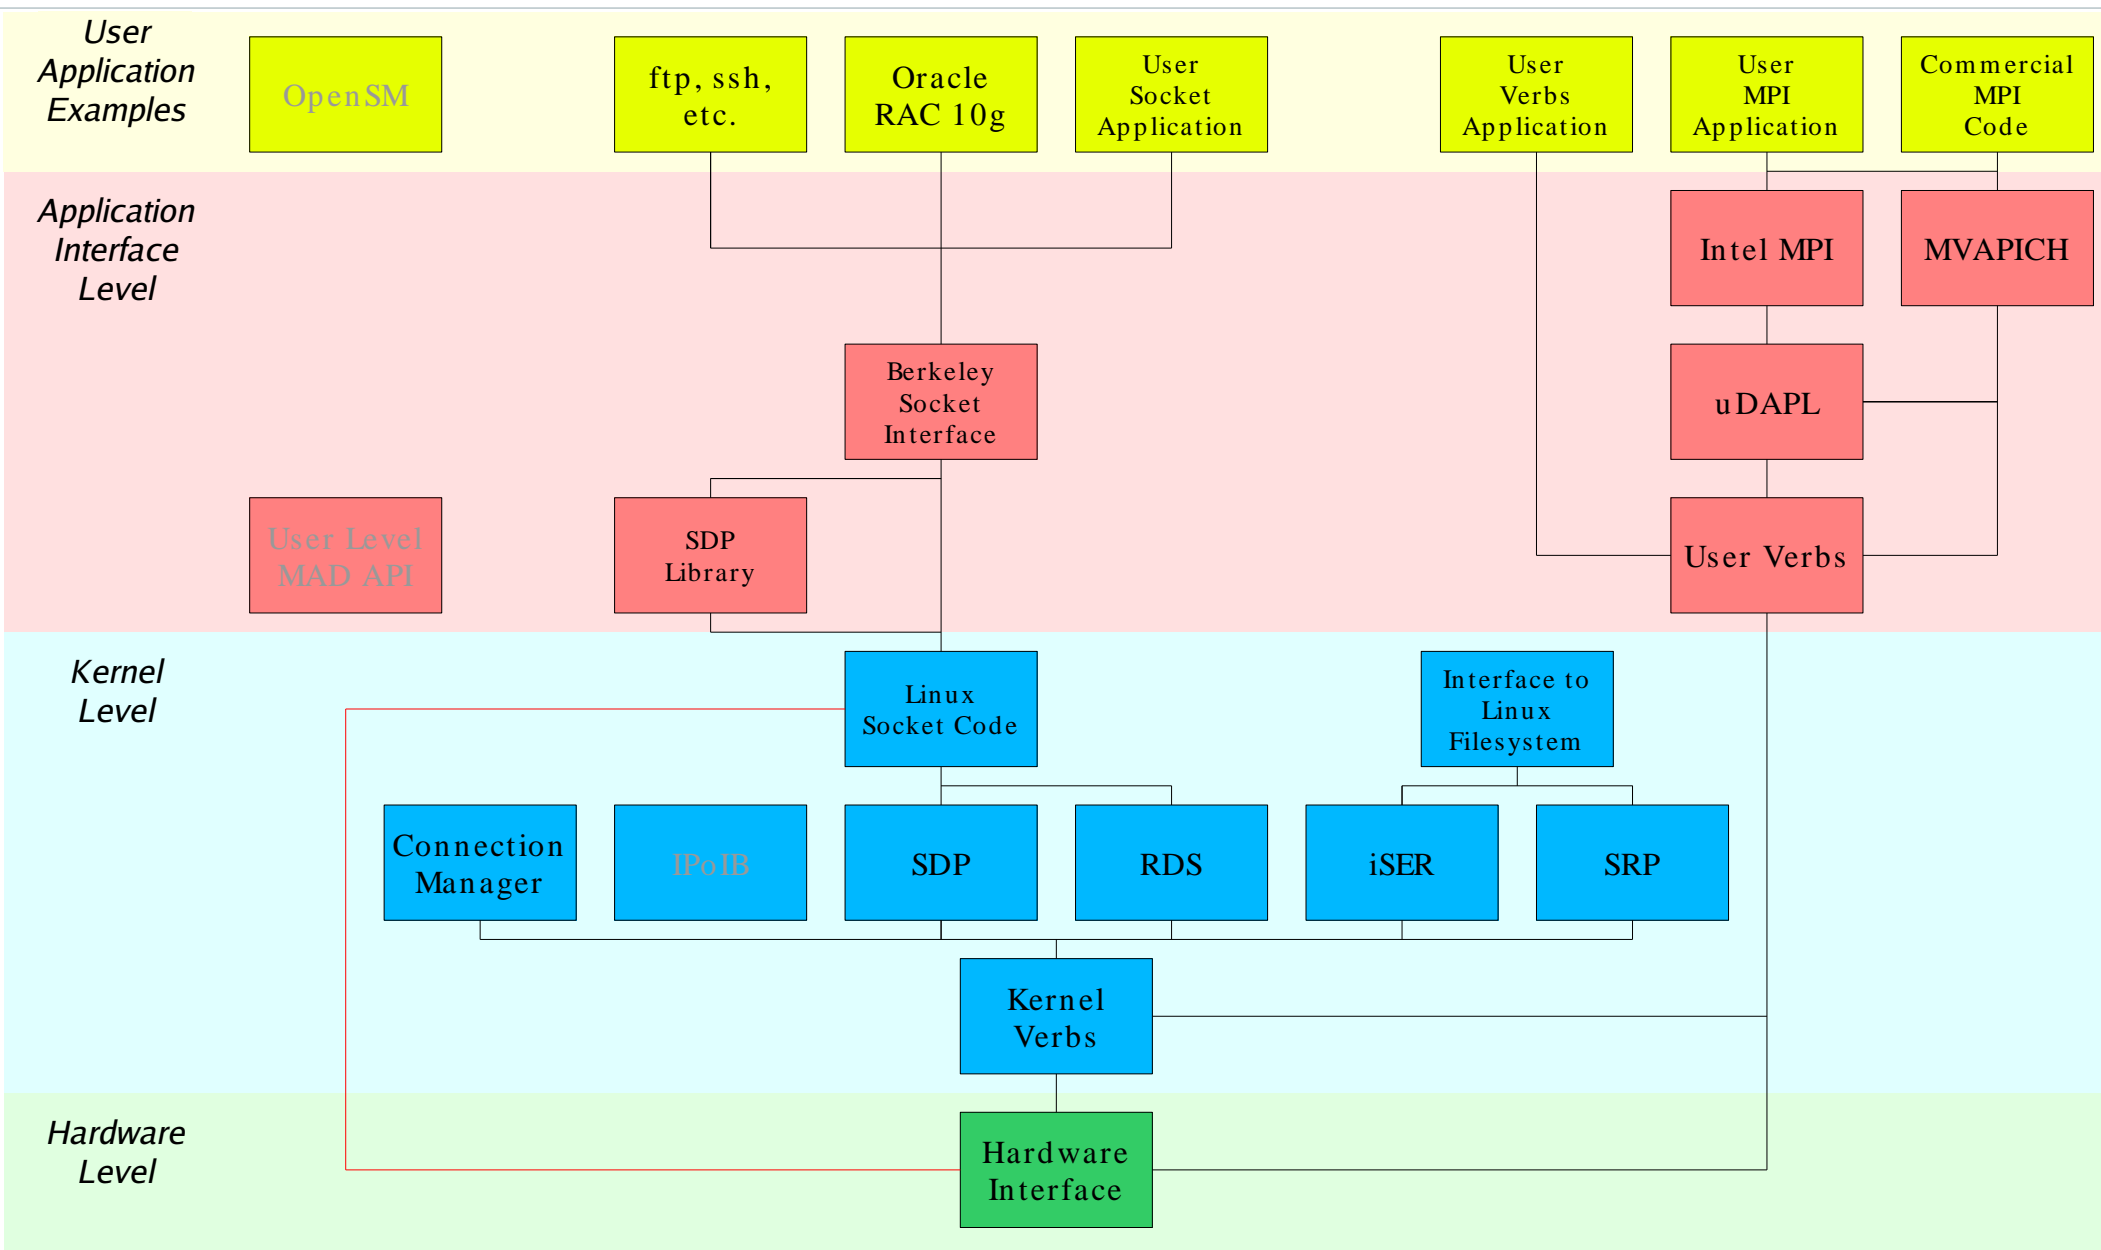 User
Application
Examples
OpenSM
ftp, ssh,
etc.
Oracle
RAC 10g
User
Socket
Application
User
Verbs
Application
User
MPI
Application
Commercial
MPI
Code
Application
Interface
Level
Intel MPI
MVAPICH
Berkeley
Socket
Interface
uDAPL
User Level
MAD API
SDP
Library
User Verbs
Kernel
Level
Linux
Socket Code
Interface to
Linux
Filesystem
Connection
Manager
IPoIB
SDP
RDS
iSER
SRP
Kernel
Verbs
Hardware
Level
Hardware
Interface